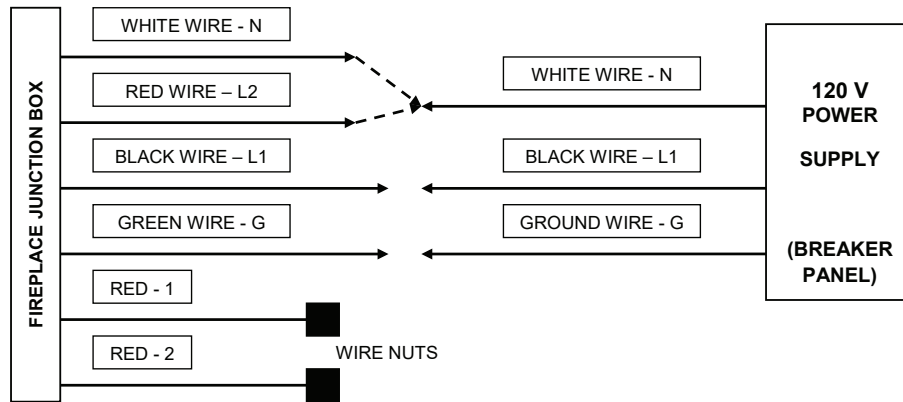 FIREPLACE JUNCTION BOX
WHITE WIRE - N
RED WIRE – L2
BLACK WIRE – L1
GREEN WIRE - G
RED - 1
RED - 2
WIRE NUTS
WHITE WIRE - N
BLACK WIRE – L1
GROUND WIRE - G
120 V
POWER
SUPPLY
(BREAKER
PANEL)